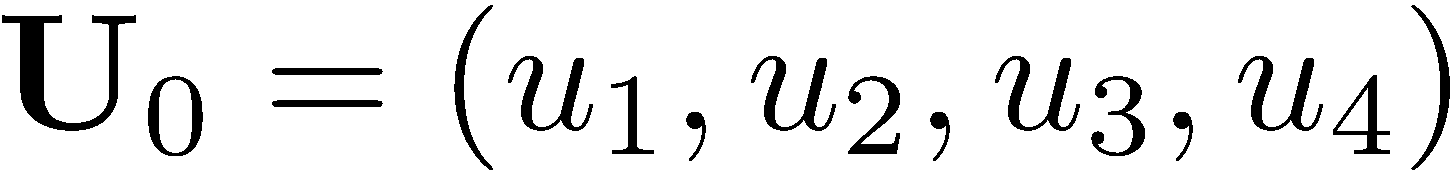 𝐔₀ = (u₁, u₂, u₃, u₄)